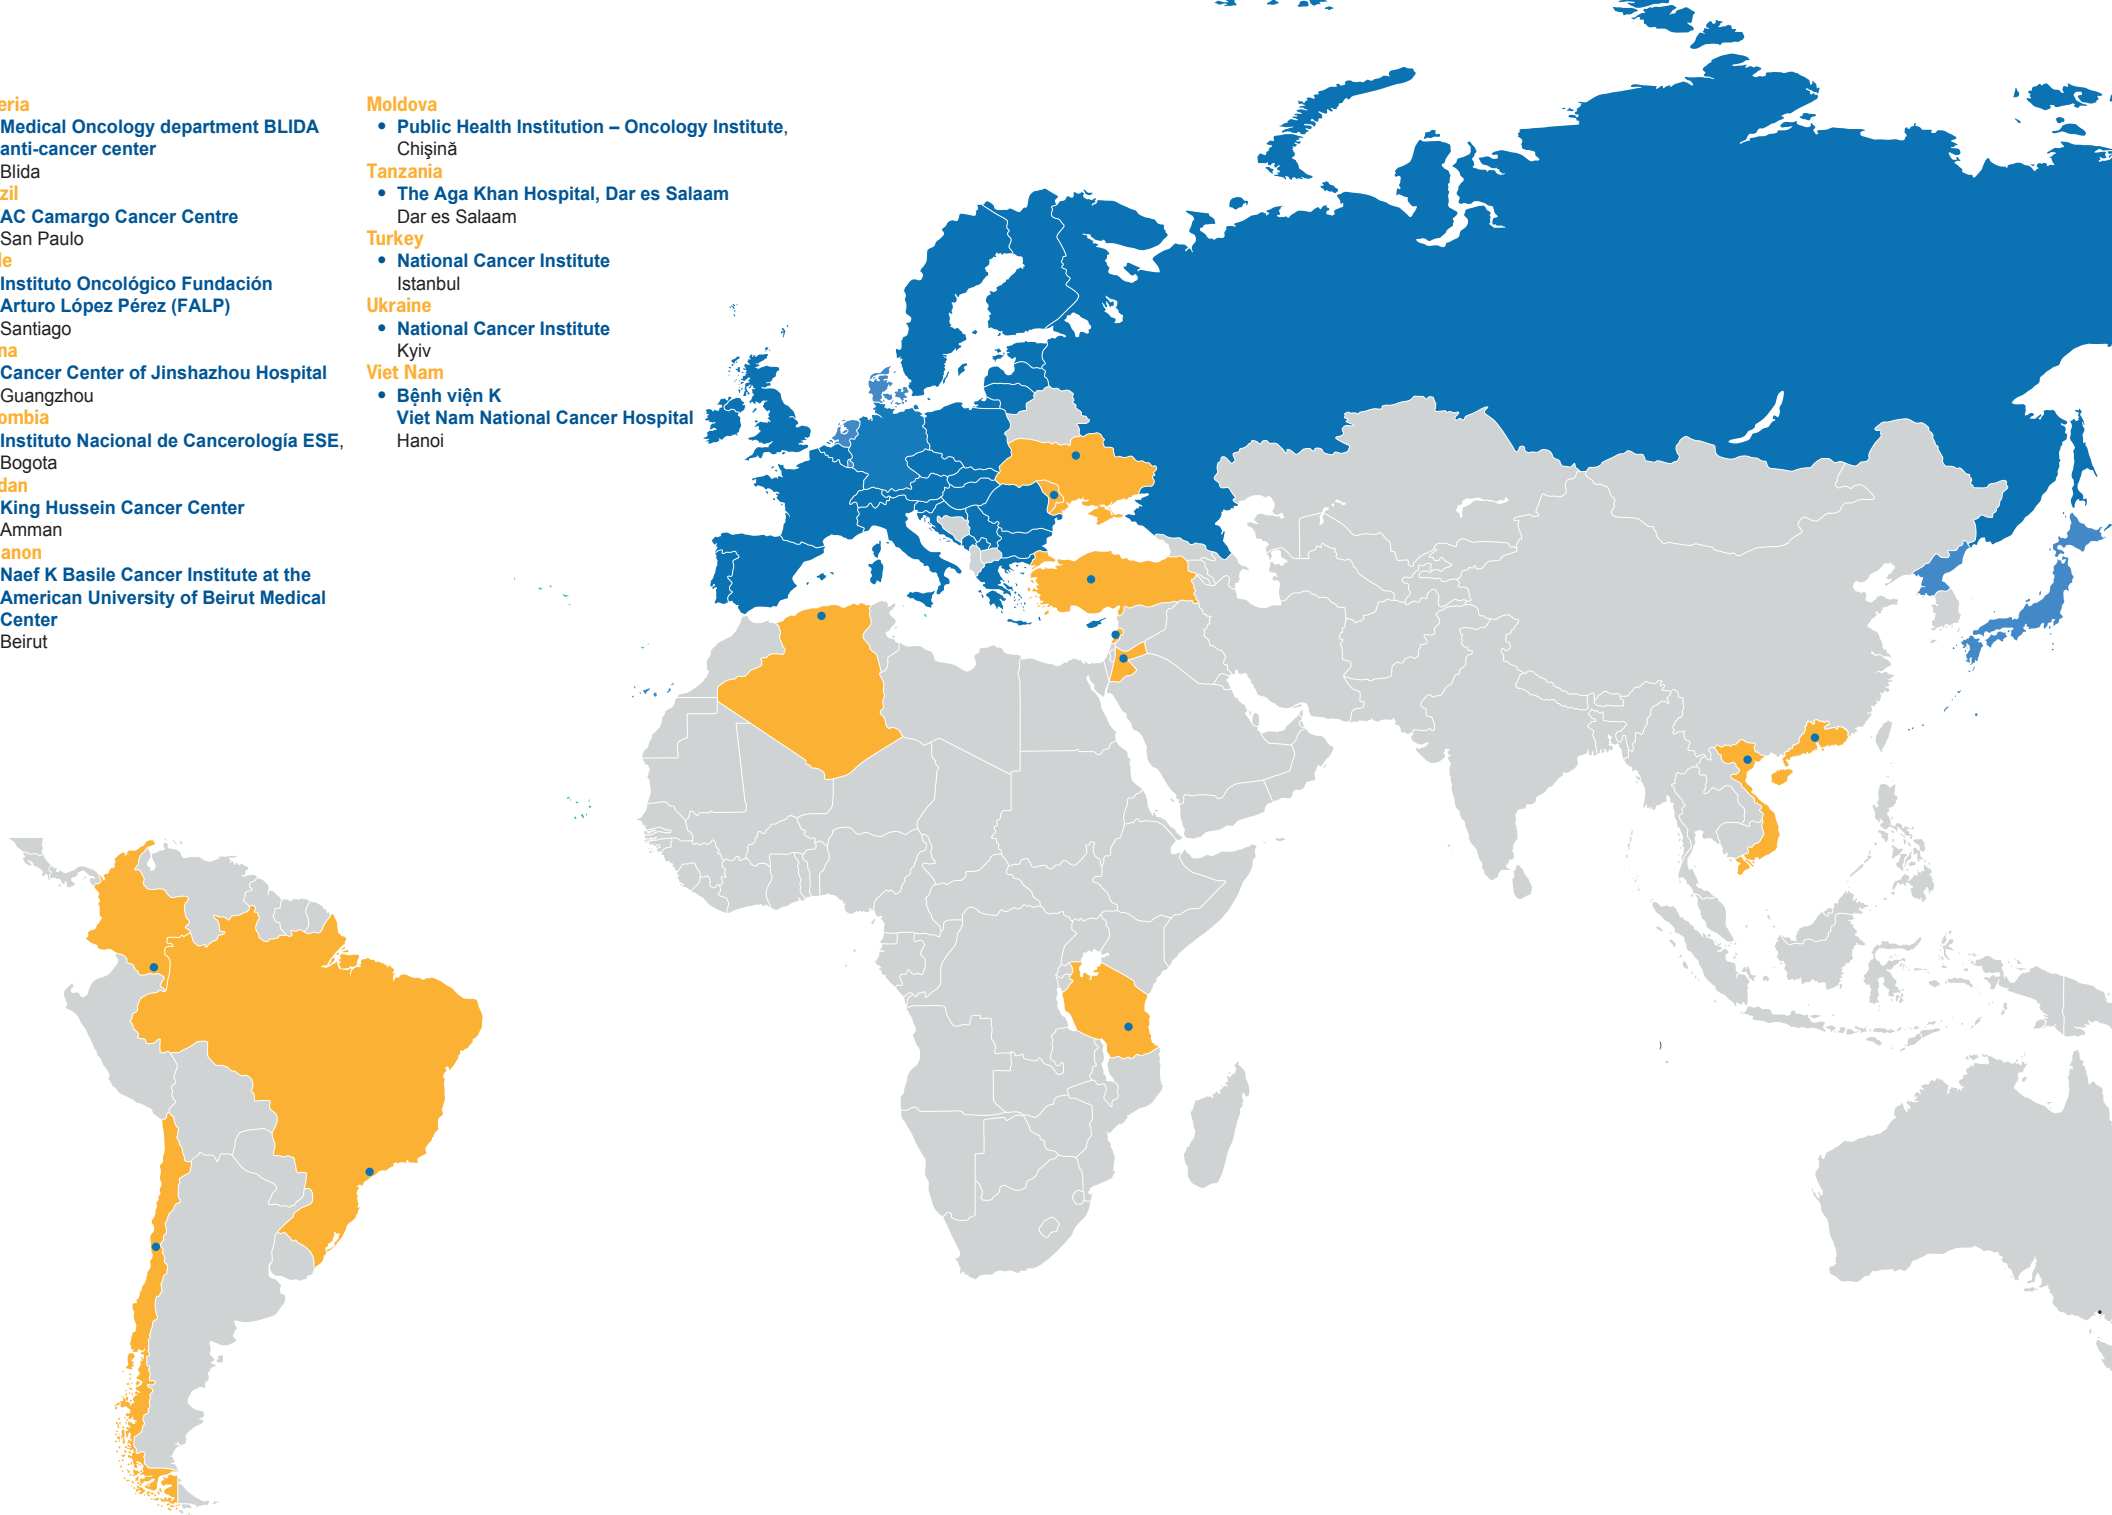 eria
Medical Oncology department BLIDA
anti-cancer center
Blida
zil
AC Camargo Cancer Centre
San Paulo
le
Instituto Oncológico Fundación
Arturo López Pérez (FALP)
Santiago
na
Cancer Center of Jinshazhou Hospital
Guangzhou
ombia
Instituto Nacional de Cancerología ESE,
Bogota
dan
King Hussein Cancer Center
Amman
anon
Naef K Basile Cancer Institute at the
American University of Beirut Medical
Center
Beirut
Moldova
• Public Health Institution – Oncology Institute,
Chişină
Tanzania
• The Aga Khan Hospital, Dar es Salaam
Dar es Salaam
Turkey
• National Cancer Institute
Istanbul
Ukraine
• National Cancer Institute
Kyiv
Viet Nam
• Bệnh viện K
Viet Nam National Cancer Hospital
Hanoi